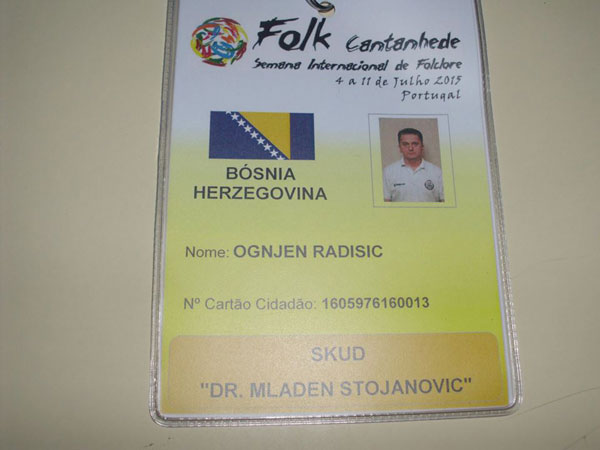 Folk Cantanhede
Semana Internacional de Folclore
4 a 11 de Julho 2015
Portugal
BÓSNIA
HERZEGOVINA
Nome: OGNJEN RADISIC
Nº Cartão Cidadão: 1605976160013
SKUD
"DR. MLADEN STOJANOVIC"